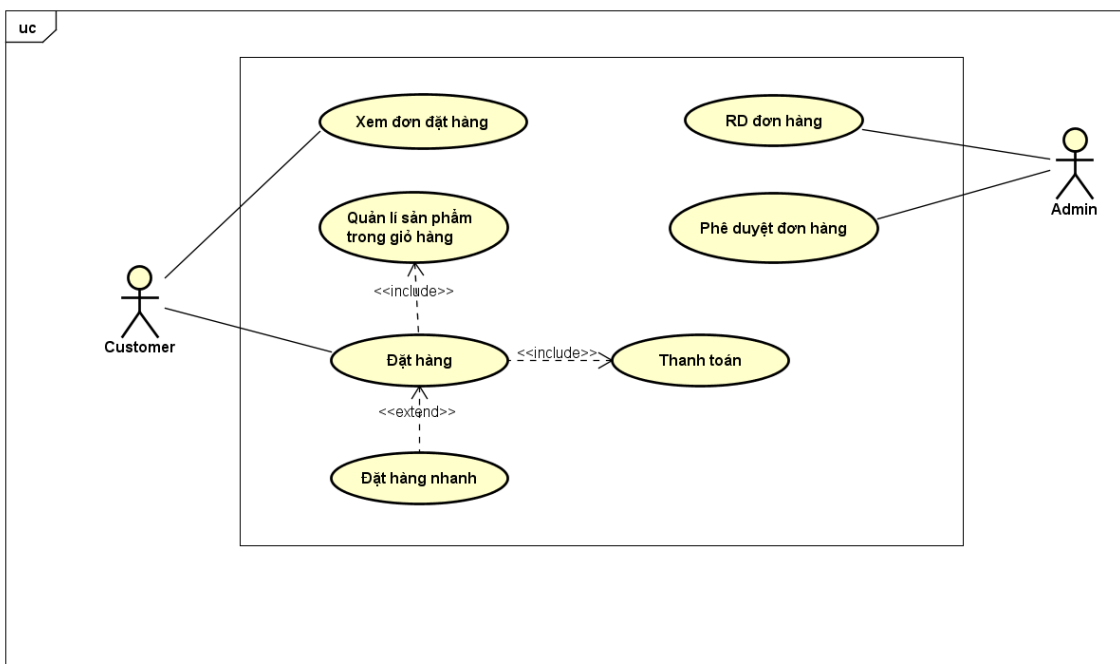 uc
Xem đơn đặt hàng
RD đơn hàng
Quản lí sản phẩm
trong giỏ hàng
Phê duyệt đơn hàng
Admin
<<include>>
Customer
Đặt hàng
<<include>>
Thanh toán
<<extend>>
Đặt hàng nhanh